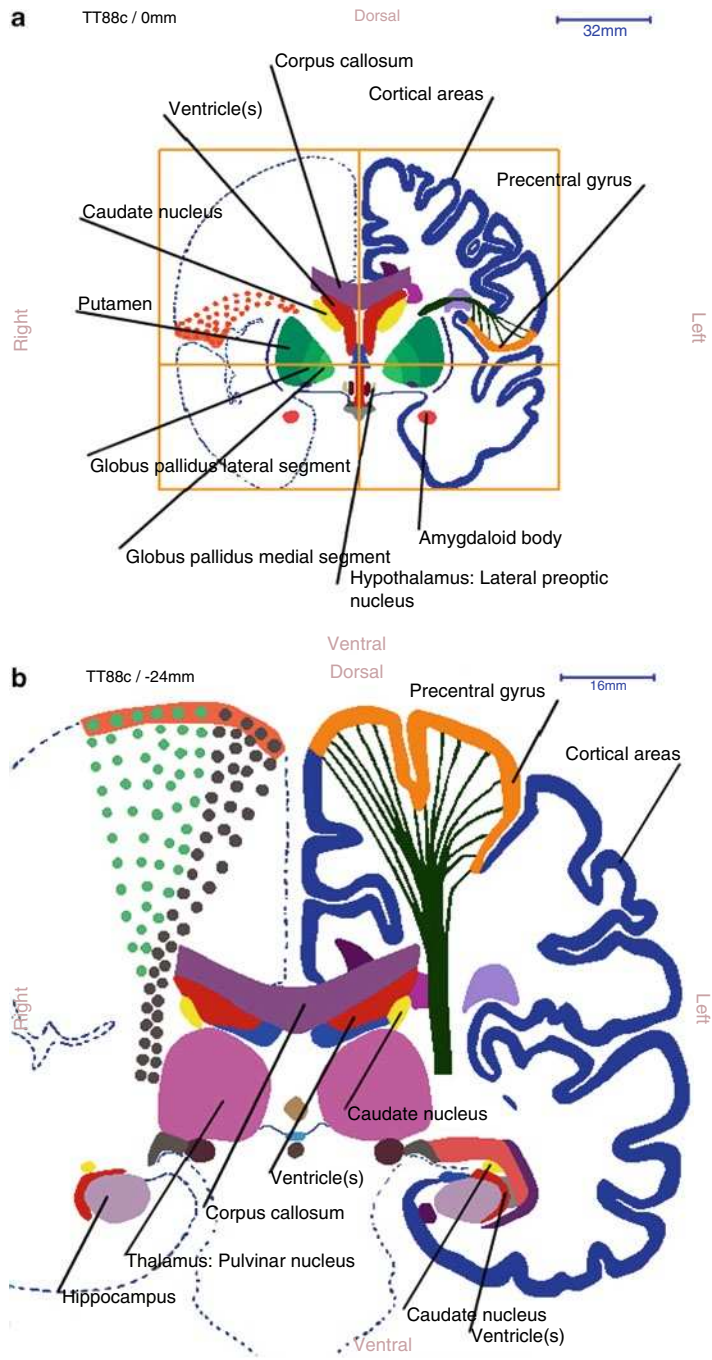 a
TT88c / 0mm
Dorsal
32mm
Corpus callosum
Cortical areas
Ventricle(s)
Precentral gyrus
Caudate nucleus
Putamen
Right
Left
Globus pallidus lateral segment
Amygdaloid body
Globus pallidus medial segment
Hypothalamus: Lateral preoptic
nucleus
Ventral
b
TT88c / -24mm
Dorsal
16mm
Precentral gyrus
Cortical areas
Right
Left
Caudate nucleus
Ventricle(s)
Corpus callosum
Thalamus: Pulvinar nucleus
Hippocampus
Caudate nucleus
Ventricle(s)
Ventral